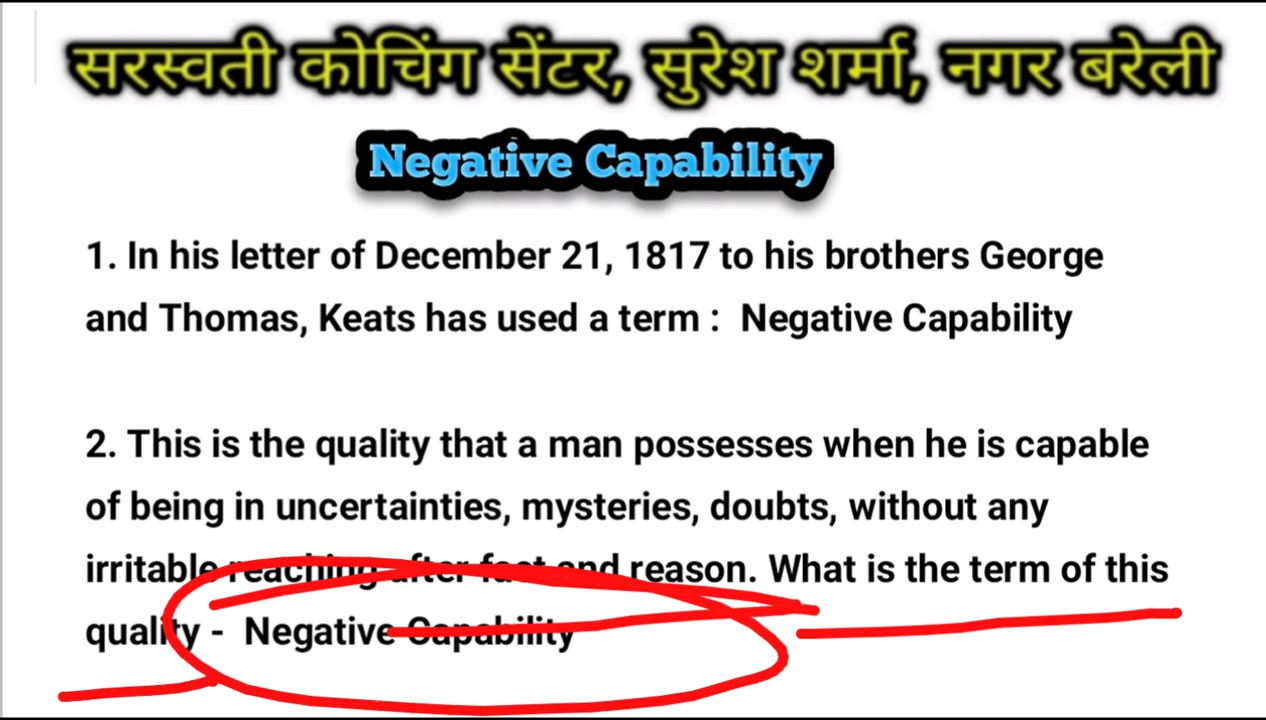 सरस्वती कोचिंग सेंटर, सुरेश शर्मा, नगर बरेली
Negative Capability
1. In his letter of December 21, 1817 to his brothers George
and Thomas, Keats has used a term : Negative Capability
2. This is the quality that a man possesses when he is capable
of being in uncertainties, mysteries, doubts, without any
irritable reaching after fact and reason. What is the term of this
quality - Negative Capability